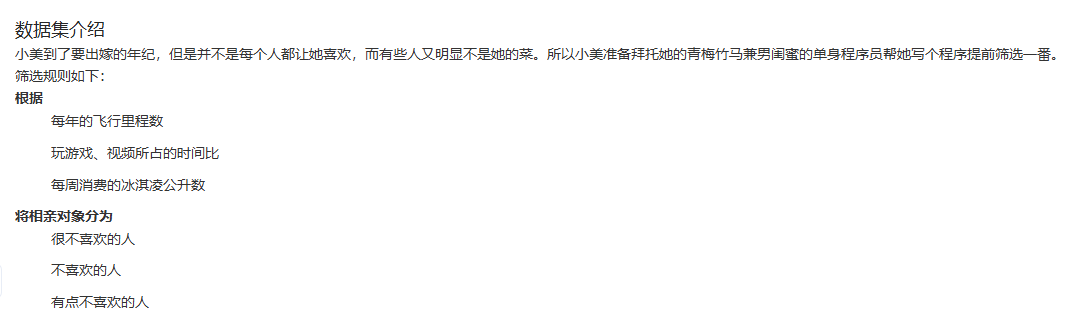 数据集介绍
小美到了要出嫁的年纪，但是并不是每个人都让她喜欢，而有些人又明显不是她的菜。所以小美准备拜托她的青梅竹马兼男闺蜜的单身程序员帮她写个程序提前筛选一番。
筛选规则如下：
根据
每年的飞行里程数
玩游戏、视频所占的时间比
每周消费的冰淇凌公升数
将相亲对象分为
很不喜欢的人
不喜欢的人
有点不喜欢的人